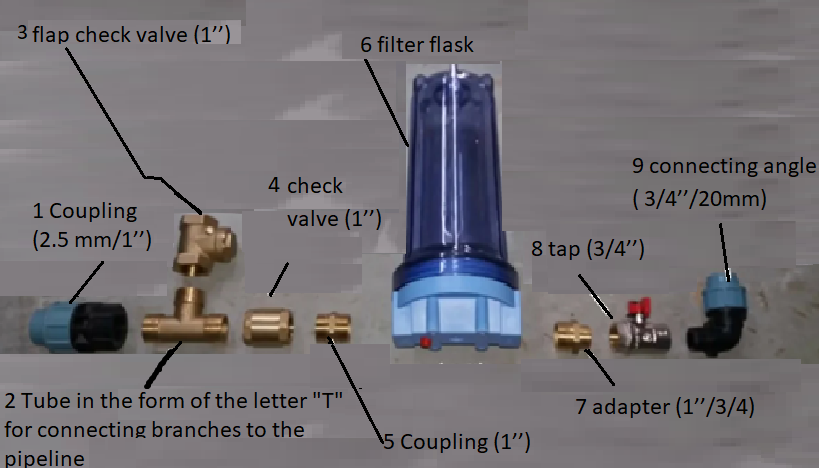 3 flap check valve (1’’)
6 filter flask
9 connecting angle
( 3/4’’/20mm)
4 check
valve (1’’)
1 Coupling
(2.5 mm/1’’)
8 tap (3/4’’)
2 Tube in the form of the letter "T"
for connecting branches to the
pipeline
7 adapter (1’’/3/4)
5 Coupling (1’’)